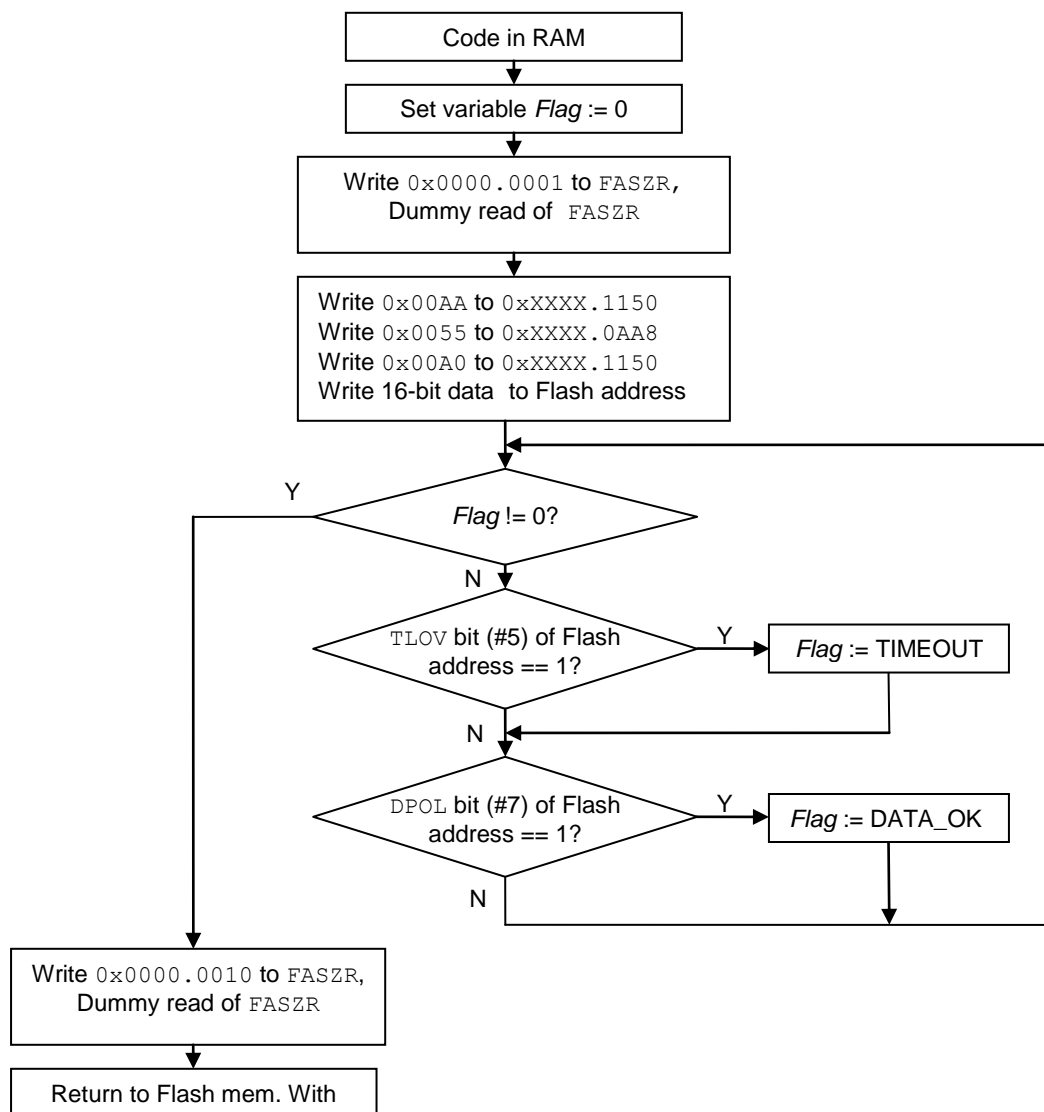 Code in RAM
Set variable Flag := 0
Write 0x0000.0001 to FASZR,
Dummy read of FASZR
Write 0x00AA to 0xXXXX.1150
Write 0x0055 to 0xXXXX.0AA8
Write 0x00A0 to 0xXXXX.1150
Write 16-bit data to Flash address
Y
Flag != 0?
N
TLOV bit (#5) of Flash
address == 1?
Y
Flag := TIMEOUT
N
DPOL bit (#7) of Flash
address == 1?
Y
Flag := DATA_OK
N
Write 0x0000.0010 to FASZR,
Dummy read of FASZR
Return to Flash mem. With